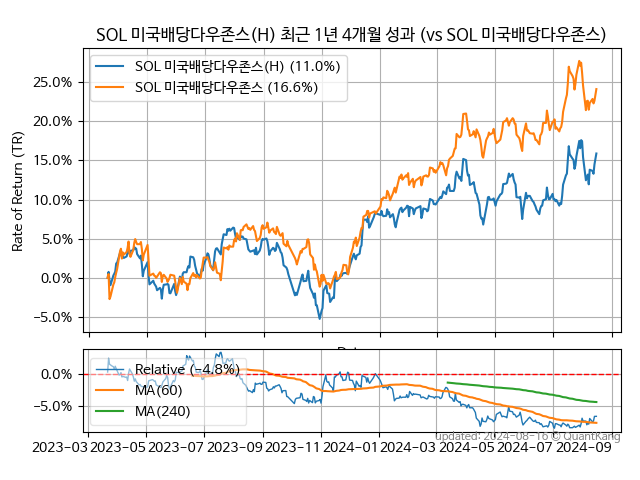 SOL 미국배당다우존스(H) 최근 1년 4개월 성과 (vs SOL 미국배당다우존스)
SOL 미국배당다우존스(H) (11.0%)
SOL 미국배당다우존스 (16.6%)
Rate of Return (TR)
25.0%
20.0%
15.0%
10.0%
5.0%
0.0%
−5.0%
Relative (−4.8%)
MA(60)
MA(240)
0.0%
−5.0%
updated: 2024-08-16 © QuantKang
2023-03
2023-05
2023-07
2023-09
2023-11
2024-01
2024-03
2024-05
2024-07
2024-09